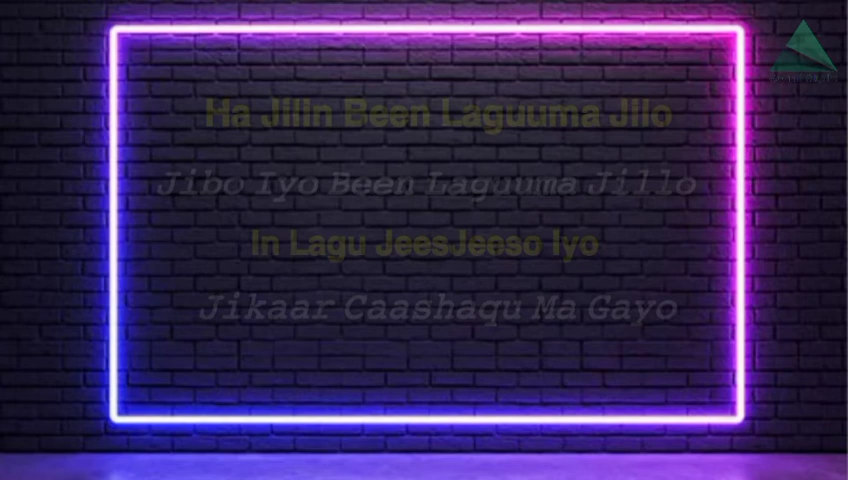 Ha Jilin Been Laguuma Jilo
Jibo Iyo Been Laguuma Jillo
In Lagu JeesJeeso Iyo
Jikaar Caashaqu Ma Gayo